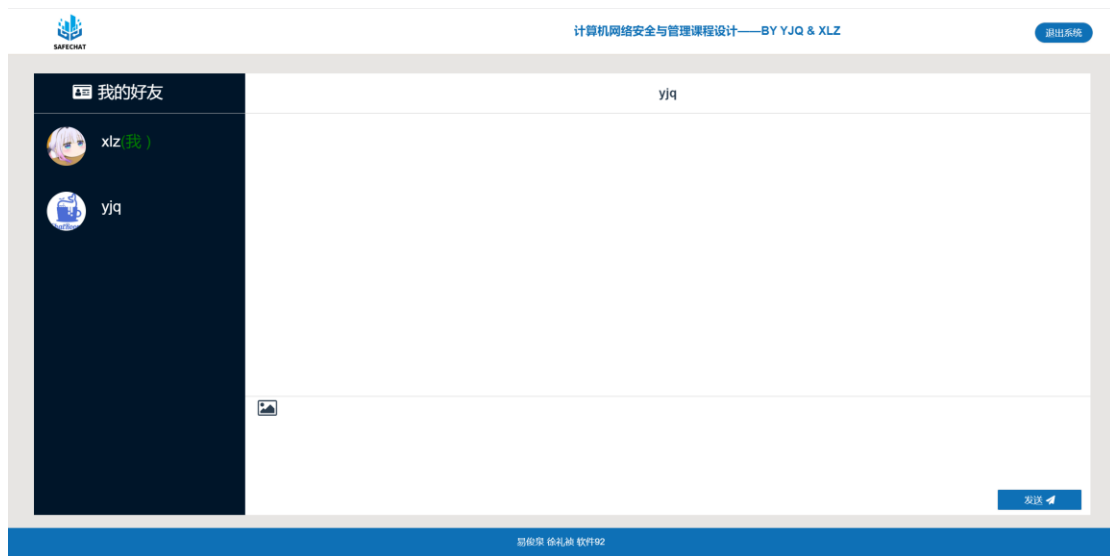 SAFECHAT
计算机网络安全与管理课程设计——BY YJQ & XLZ
退出系统
我的好友
yjq
xlz(我 )
yjq
发送
易俊泉 徐礼祯 软件92